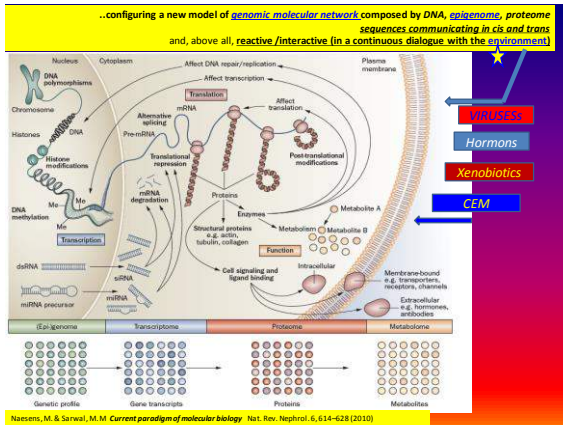 ..configuring a new model of genomic molecular network composed by DNA, epigenome, proteome
sequences communicating in cis and trans
and, above all, reactive /interactive (in a continuous dialogue with the environment)
Nucleus
Cytoplasm
Plasma
membrane
DNA
polymorphisms
Chromosome
Histones
DNA
Histone
modifications
DNA
methylation
Me
Me
Me
Transcription
Affect DNA repair/replication
Affect transcription
Translation
mRNA
Alternative
splicing
Pre-mRNA
Affect
translation
Translational
repression
Post-translational
modifications
mRNA
degradation
Proteins
Enzymes
Metabolite A
Metabolism
Metabolite B
Structural proteins
e.g. actin,
tubulin, collagen
Function
dsRNA
siRNA
miRNA precursor
miRNA
Cell signaling and
ligand binding
Intracellular
Membrane-bound
e.g. transporters,
receptors, channels
Extracellular
e.g. hormones,
antibodies
VIRUSESs
Hormons
Xenobiotics
CEM
(Epi-)genome
Transcriptome
Proteome
Metabolome
Genetic profile
Gene transcripts
Proteins
Metabolites
Naesens, M. & Sarwal, M. M Current paradigm of molecular biology Nat. Rev. Nephrol. 6, 614–628 (2010)